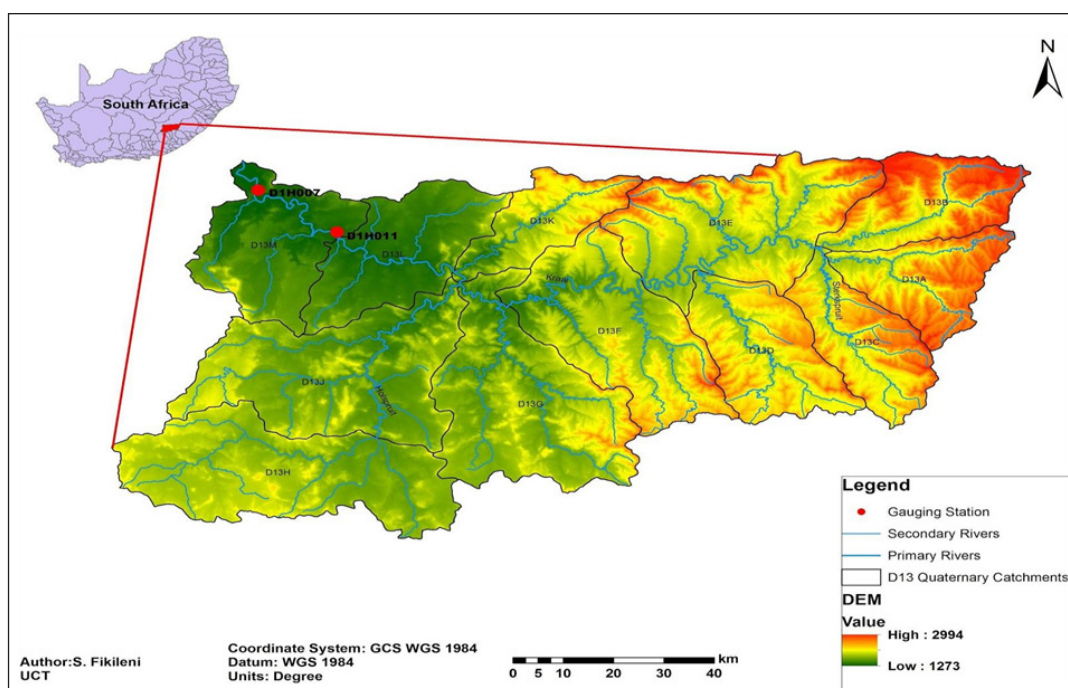 N
South Africa
D1H007
D1H011
D13M
D13L
D13K
D13E
D13B
D13A
Kraai
Sterkspruit
D13F
D13C
D13D
D13J
Holspruit
D13G
D13H
Legend
Gauging Station
Secondary Rivers
Primary Rivers
D13 Quaternary Catchments
DEM
Value
High : 2994
Low : 1273
Author:S. Fikileni
UCT
Coordinate System: GCS WGS 1984
Datum: WGS 1984
Units: Degree
km
0 5 10 20 30 40